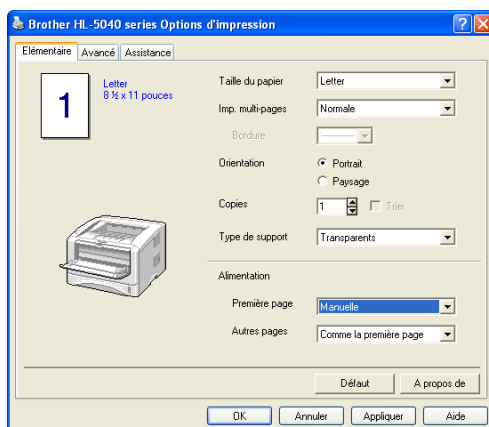 Brother HL-5040 series Options d'impression
Elémentaire Avancé Assistance
1
Letter
8 ½ x 11 pouces
Taille du papier Letter
Imp. multi-pages Normale
Bordure
Orientation Portrait
Paysage
Copies 1 Trier
Type de support Transparents
Alimentation
Première page Manuelle
Autres pages Comme la première page
Défaut A propos de
OK Annuler Appliquer Aide